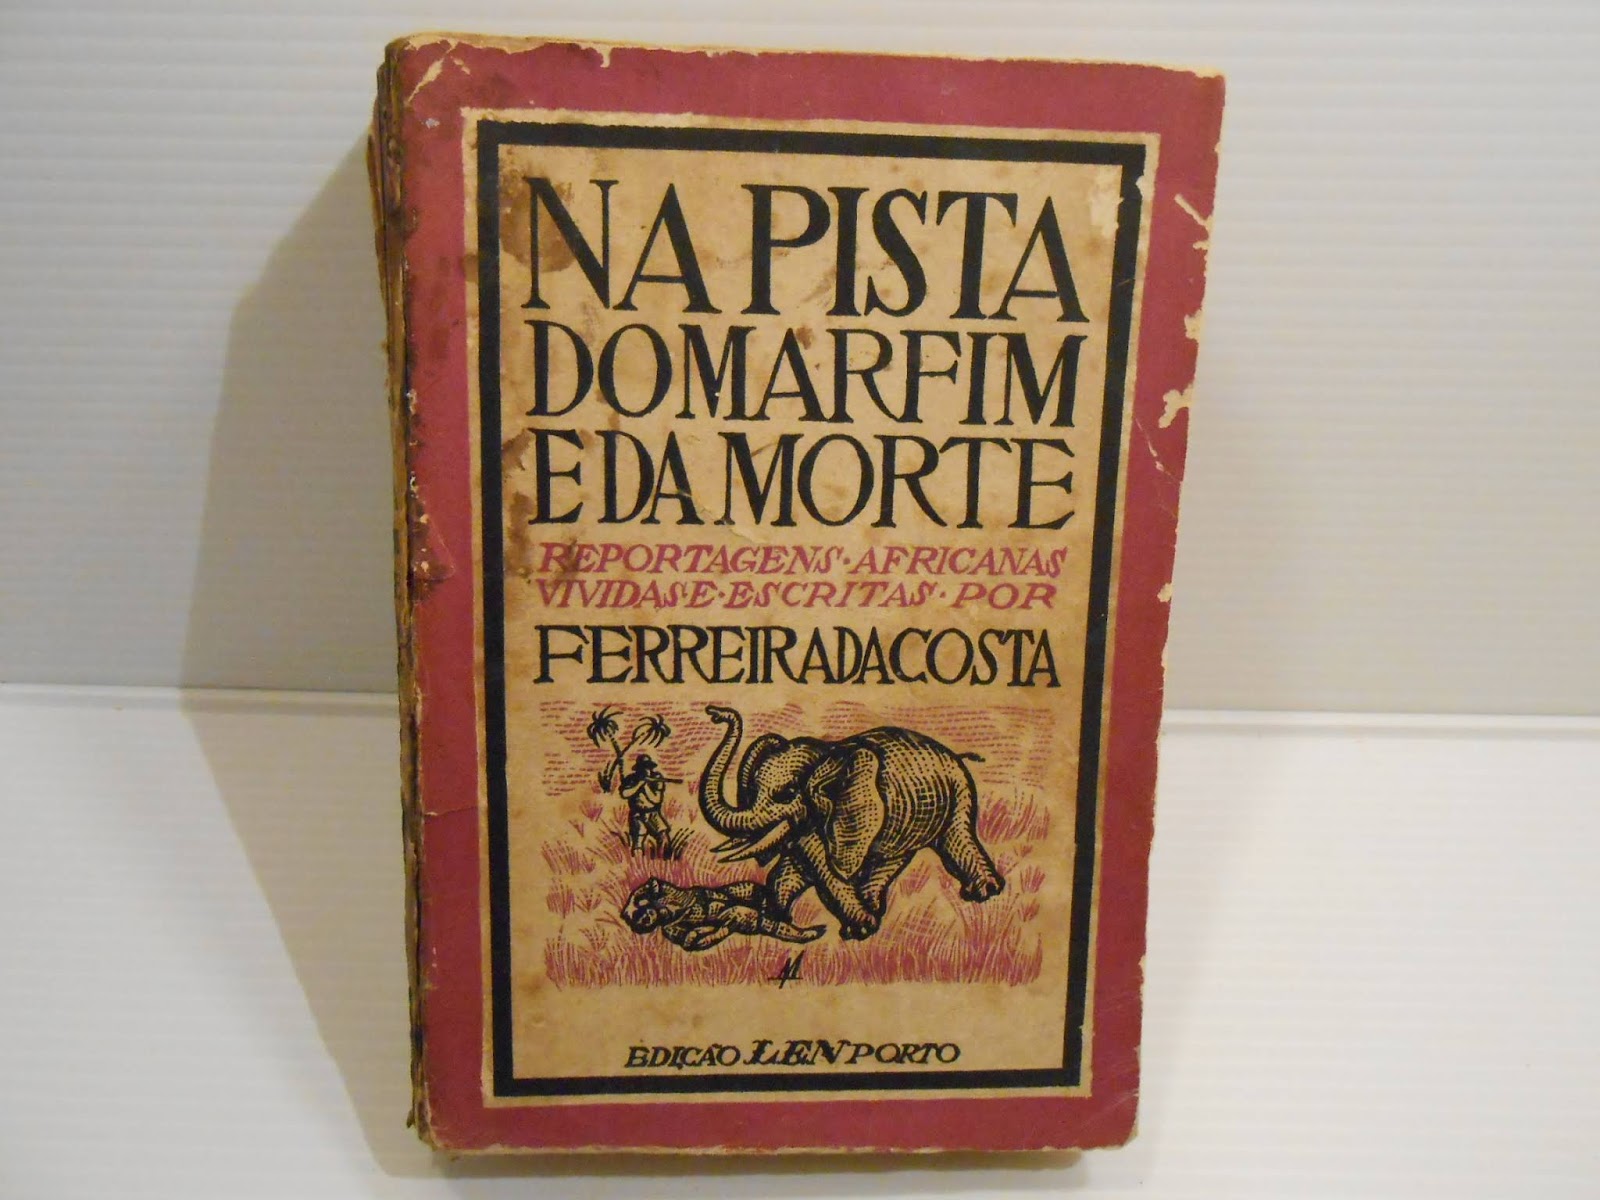 NA PISTA
DO MARFIM
E DA MORTE
REPORTAGENS · AFRICANAS
VIVIDAS E · ESCRITAS · POR
FERREIRA DA COSTA
EDIÇÃO LEN PORTO